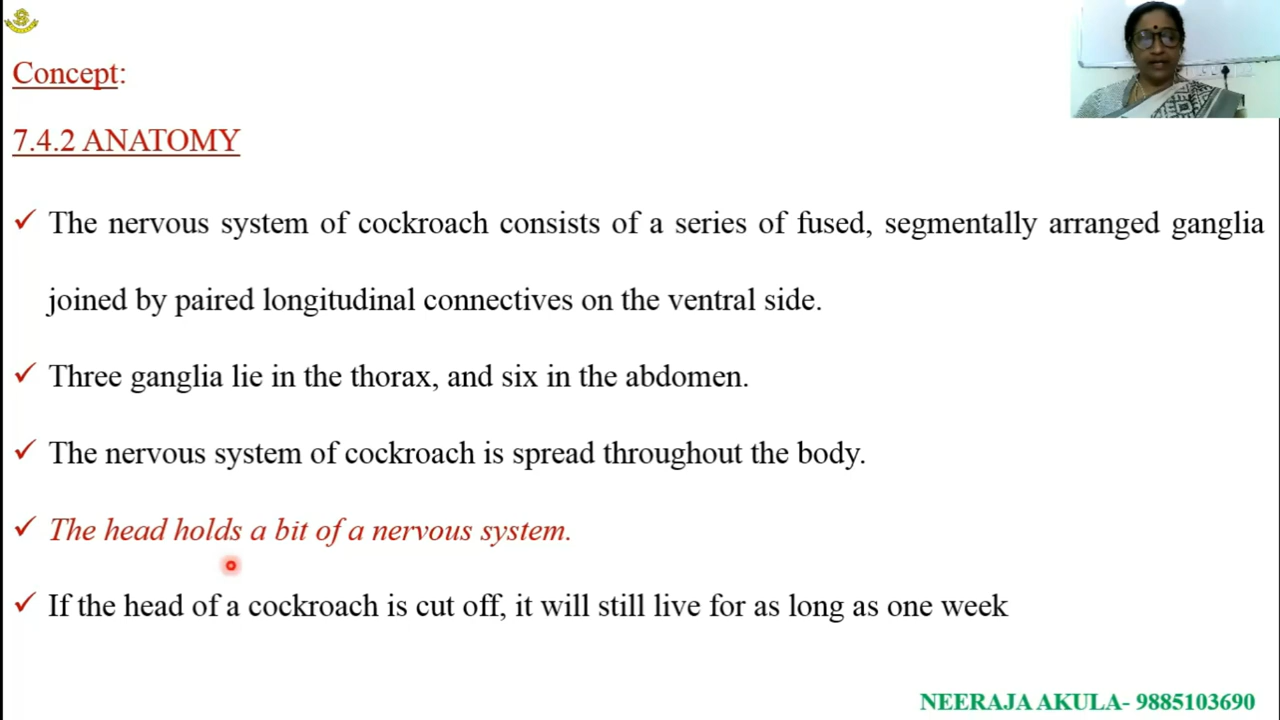 Concept:
7.4.2 ANATOMY
✓ The nervous system of cockroach consists of a series of fused, segmentally arranged ganglia
joined by paired longitudinal connectives on the ventral side.
✓ Three ganglia lie in the thorax, and six in the abdomen.
✓ The nervous system of cockroach is spread throughout the body.
✓ The head holds a bit of a nervous system.
✓ If the head of a cockroach is cut off, it will still live for as long as one week
NEERAJA AKULA- 9885103690